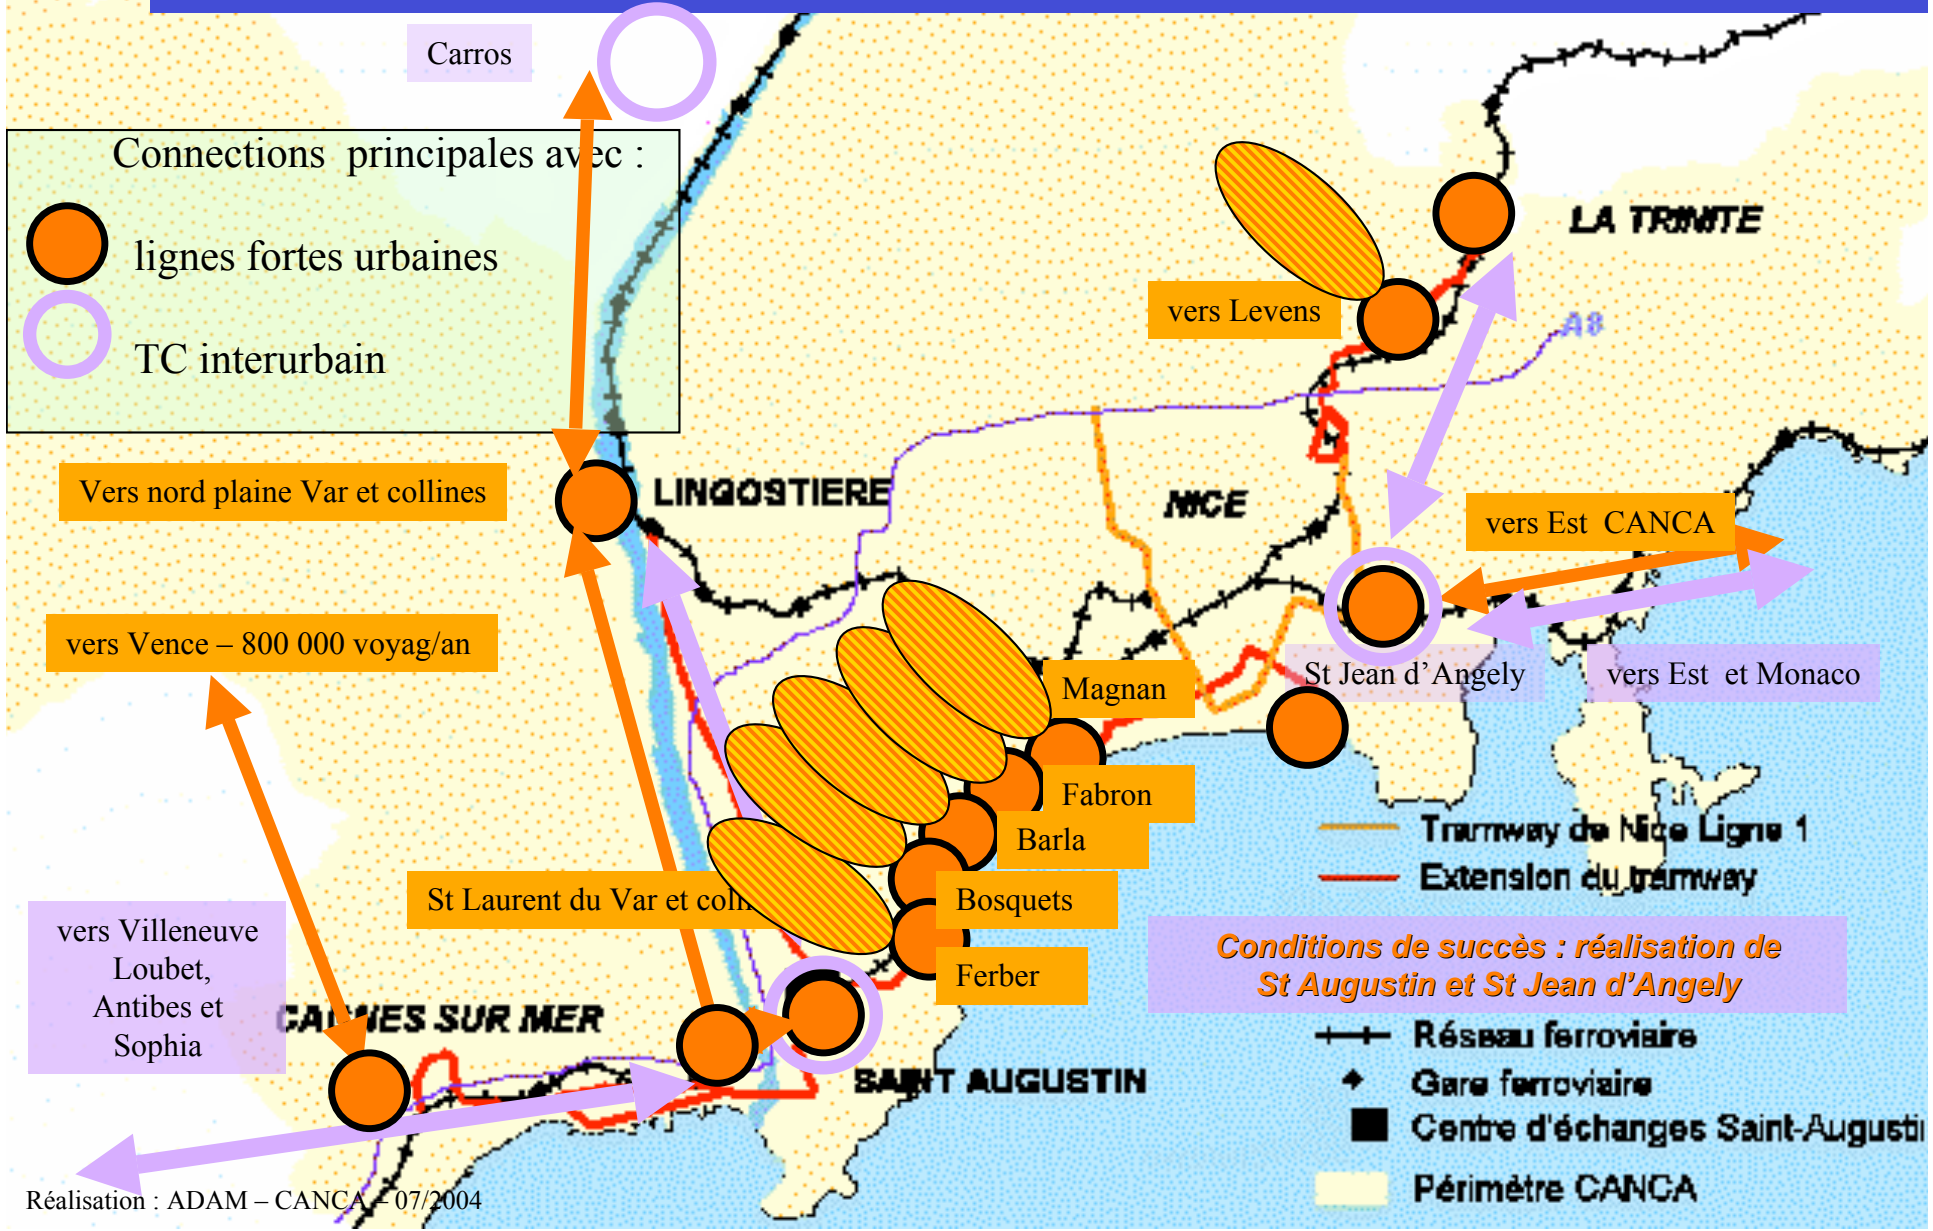 Carros
Connections principales avec :
lignes fortes urbaines
TC interurbain
LA TRINITE
vers Levens
A8
Vers nord plaine Var et collines
LINGOSTIERE
NICE
vers Est CANCA
vers Vence – 800 000 voyag/an
St Jean d’Angely
vers Est et Monaco
Magnan
Fabron
Barla
Tramway de Nice Ligne 1
Extension du tramway
St Laurent du Var et
Bosquets
vers Villeneuve
Loubet,
Antibes et
Sophia
Ferber
Conditions de succès : réalisation de
St Augustin et St Jean d’Angely
CAGNES SUR MER
SAINT AUGUSTIN
Réseau ferroviaire
Gare ferroviaire
Centre d'échanges Saint-Augusti
Périmètre CANCA
Réalisation : ADAM – CANCA – 07/2004